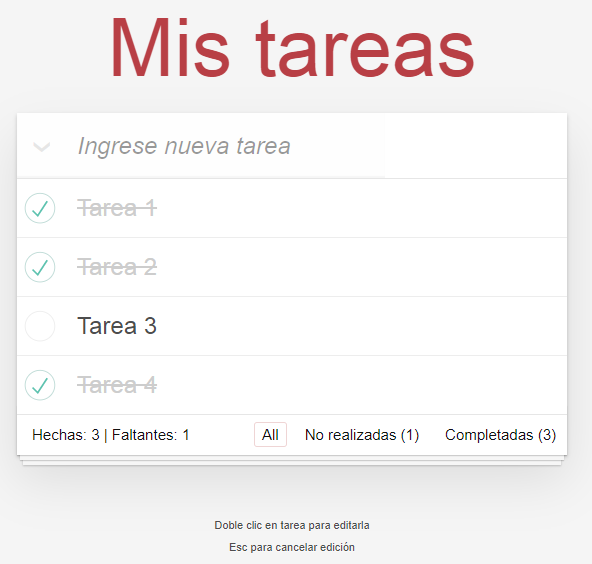 Mis tareas
Ingrese nueva tarea
Tarea 1
Tarea 2
Tarea 3
Tarea 4
Hechas: 3 | Faltantes: 1 All No realizadas (1) Completadas (3)
Doble clic en tarea para editarla
Esc para cancelar edición